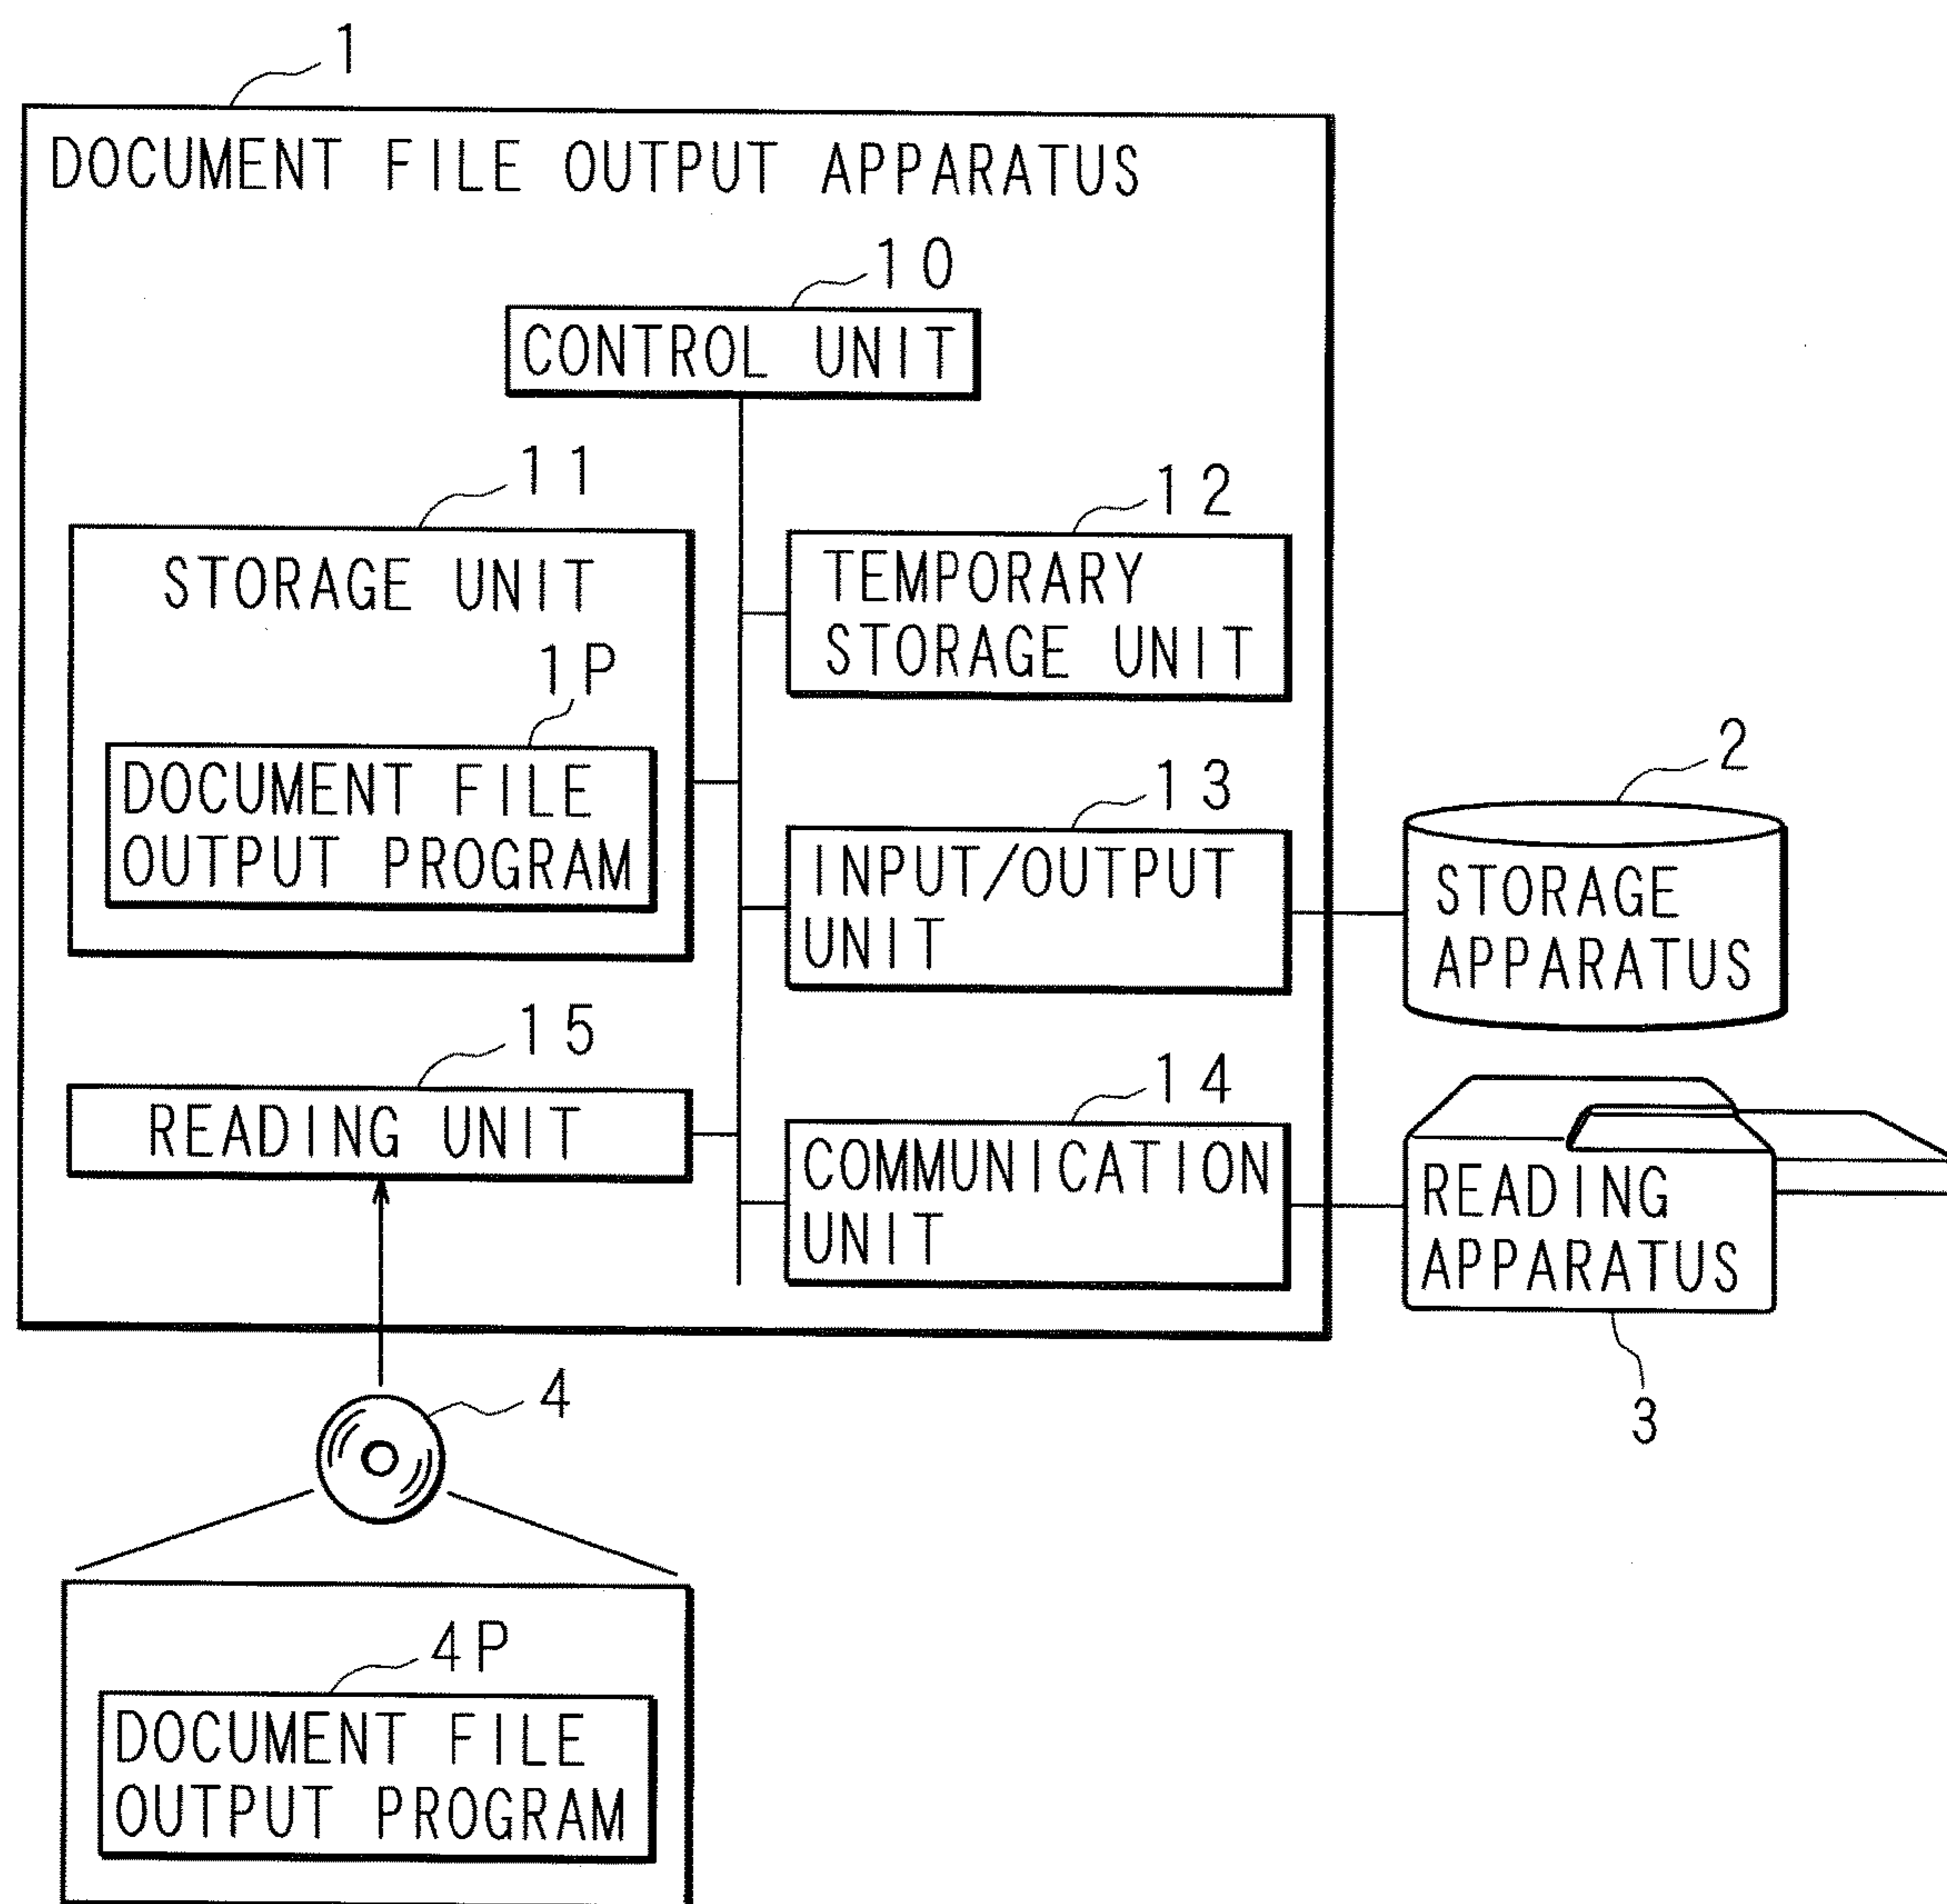 1
DOCUMENT FILE OUTPUT APPARATUS
10
CONTROL UNIT
11
STORAGE UNIT
1P
DOCUMENT FILE
OUTPUT PROGRAM
12
TEMPORARY
STORAGE UNIT
13
INPUT/OUTPUT
UNIT
2
STORAGE
APPARATUS
15
READING UNIT
14
COMMUNICATION
UNIT
READING
APPARATUS
3
4
4P
DOCUMENT FILE
OUTPUT PROGRAM